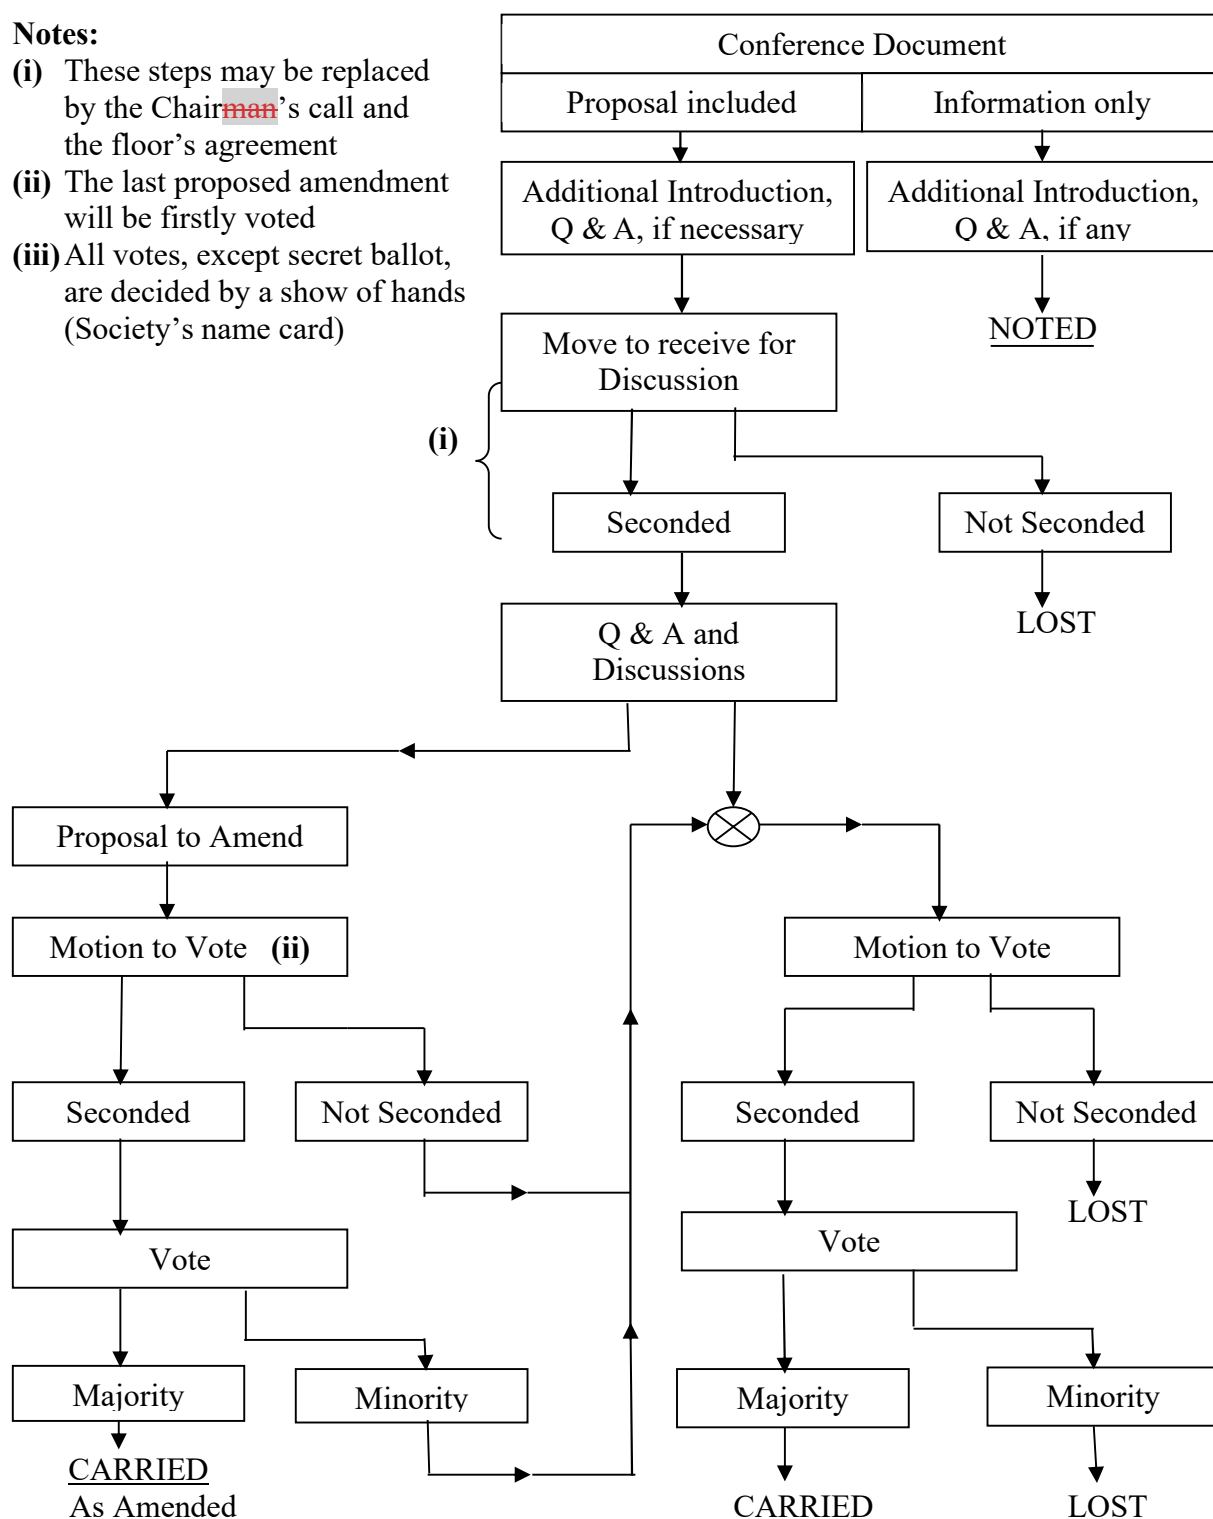 Notes:
(i) These steps may be replaced
by the Chairman's call and
the floor's agreement
(ii) The last proposed amendment
will be firstly voted
(iii) All votes, except secret ballot,
are decided by a show of hands
(Society's name card)
Conference Document
Proposal included
Information only
Additional Introduction,
Q & A, if necessary
Additional Introduction,
Q & A, if any
NOTED
Move to receive for
Discussion
(i)
Seconded
Not Seconded
LOST
Q & A and
Discussions
Proposal to Amend
Motion to Vote (ii)
Motion to Vote
Seconded
Not Seconded
Seconded
Not Seconded
LOST
Vote
Vote
Majority
Minority
Majority
Minority
CARRIED
As Amended
CARRIED
LOST